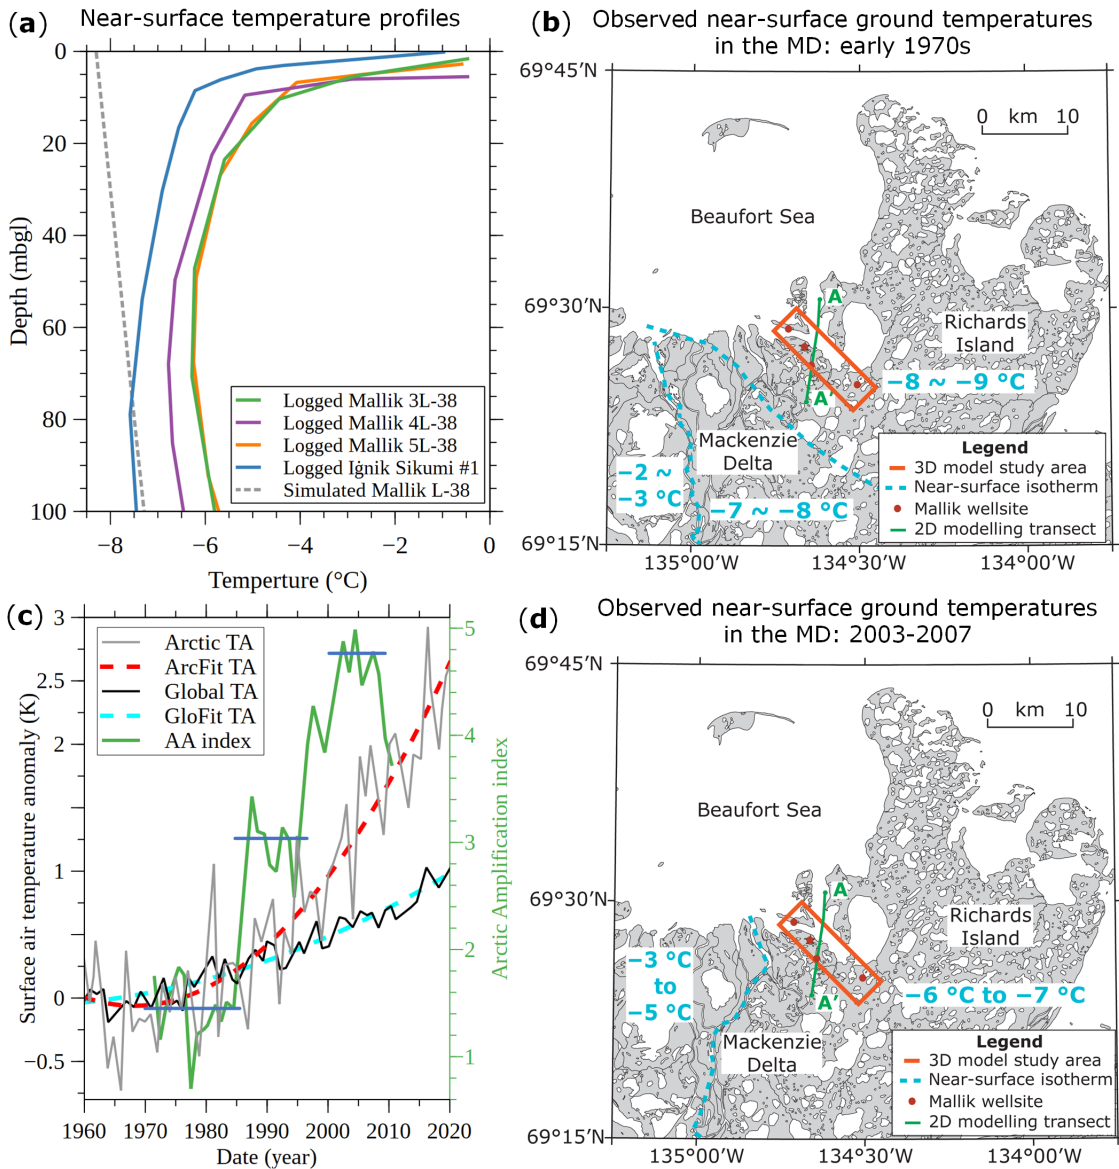 (a)
Near-surface temperature profiles
0
20
40
60
80
100
Depth (mbgl)
−8
−6
−4
−2
0
Temperture (°C)
Logged Mallik 3L-38
Logged Mallik 4L-38
Logged Mallik 5L-38
Logged Iġnik Sikumi #1
Simulated Mallik L-38
(b)
Observed near-surface ground temperatures
in the MD: early 1970s
69°45′N
69°30′N
69°15′N
135°00′W
134°30′W
134°00′W
0 km 10
Beaufort Sea
A
A′
Richards
Island
−8 ~ −9 °C
Mackenzie
Delta
−2 ~
−3 °C
−7 ~ −8 °C
Legend
3D model study area
Near-surface isotherm
Mallik wellsite
2D modelling transect
(c)
3
2.5
2
1
0
−0.5
Surface air temperature anomaly (K)
Arctic TA
ArcFit TA
Global TA
GloFit TA
AA index
5
4
3
2
1
Arctic Amplification index
1960
1970
1980
1990
2000
2010
2020
Date (year)
(d)
Observed near-surface ground temperatures
in the MD: 2003-2007
69°45′N
69°30′N
69°15′N
135°00′W
134°30′W
134°00′W
0 km 10
Beaufort Sea
A
A′
Richards
Island
−3 °C
to
−5 °C
−6 °C to −7 °C
Mackenzie
Delta
Legend
3D model study area
Near-surface isotherm
Mallik wellsite
2D modelling transect